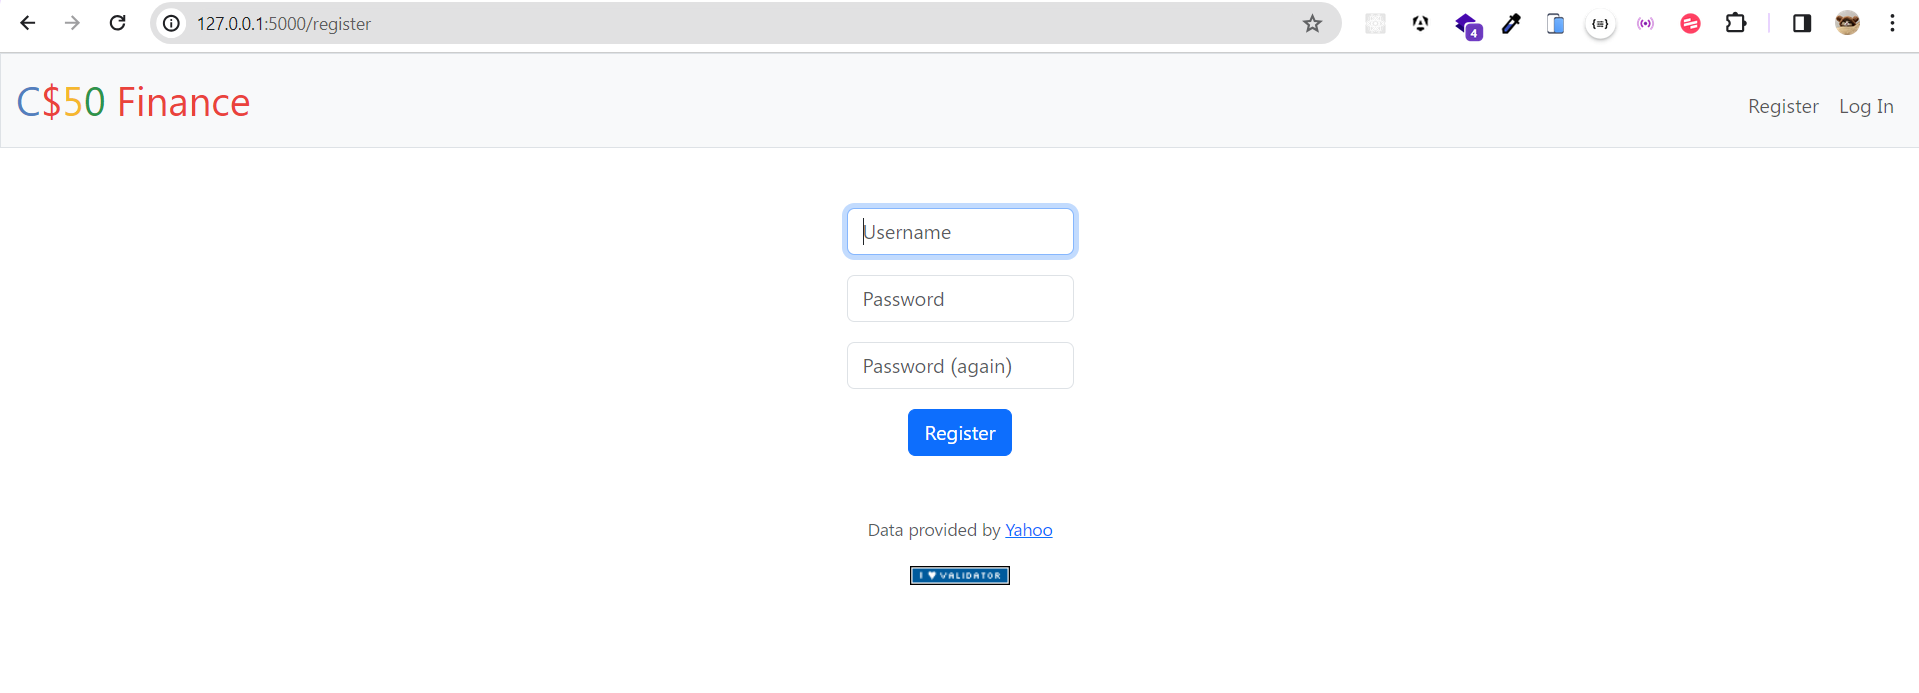 127.0.0.1:5000/register
4
C$50 Finance
Register Log In
Username
Password
Password (again)
Register
Data provided by Yahoo
I ♥ VALIDATOR